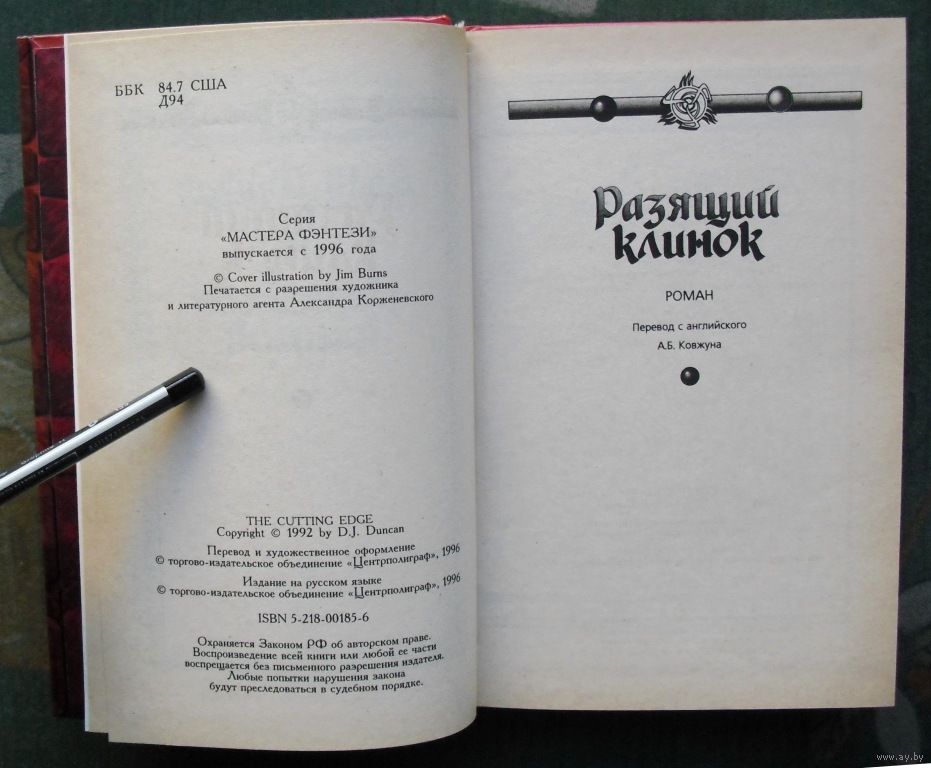 ББК 84.7 США
Д94
Серия
«МАСТЕРА ФЭНТЕЗИ»
выпускается с 1996 года
© Cover illustration by Jim Burns
Печатается с разрешения художника
и литературного агента Александра Корженевского
THE CUTTING EDGE
Copyright © 1992 by D.J. Duncan
Перевод и художественное оформление
© торгово-издательское объединение «Центрполиграф», 1996
Издание на русском языке
© торгово-издательское объединение «Центрполиграф», 1996
ISBN 5-218-00185-6
Охраняется Законом РФ об авторском праве.
Воспроизведение всей книги или любой ее части
воспрещается без письменного разрешения издателя.
Любые попытки нарушения закона
будут преследоваться в судебном порядке.
Разящий
клинок
РОМАН
Перевод с английского
А.Б. Ковжуна
www.ay.by